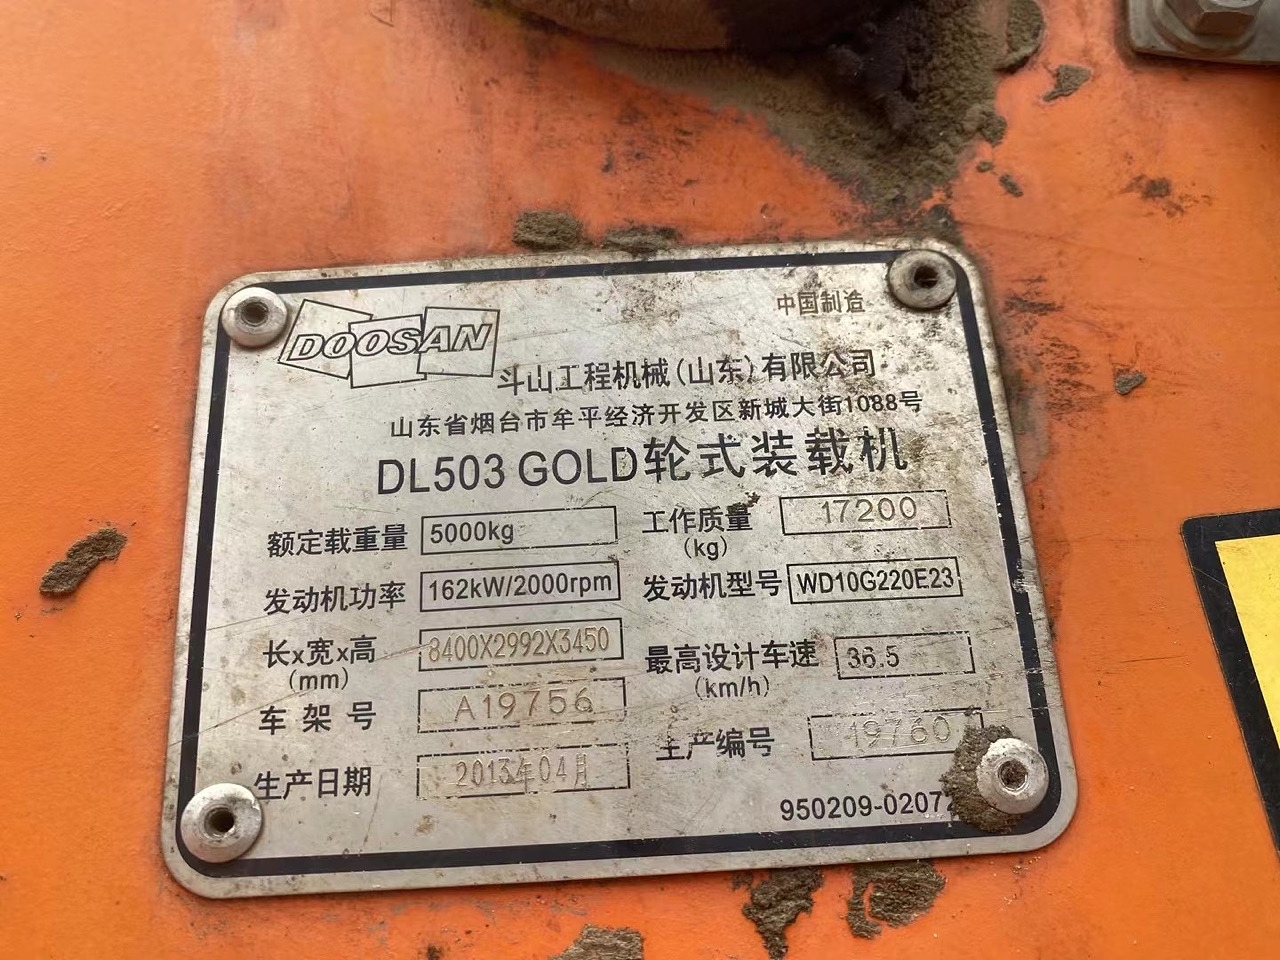 DOOSAN
中国制造
斗山工程机械(山东)有限公司
山东省烟台市牟平经济开发区新城大街1088号
DL503 GOLD轮式装载机
额定载重量 5000kg 工作质量(kg) 17200
发动机功率 162kW/2000rpm 发动机型号 WD10G220E23
长x宽x高(mm) 8400X2992X3450 最高设计车速(km/h) 36.5
车架号 A19756 生产编号 19760
生产日期 2013年04月